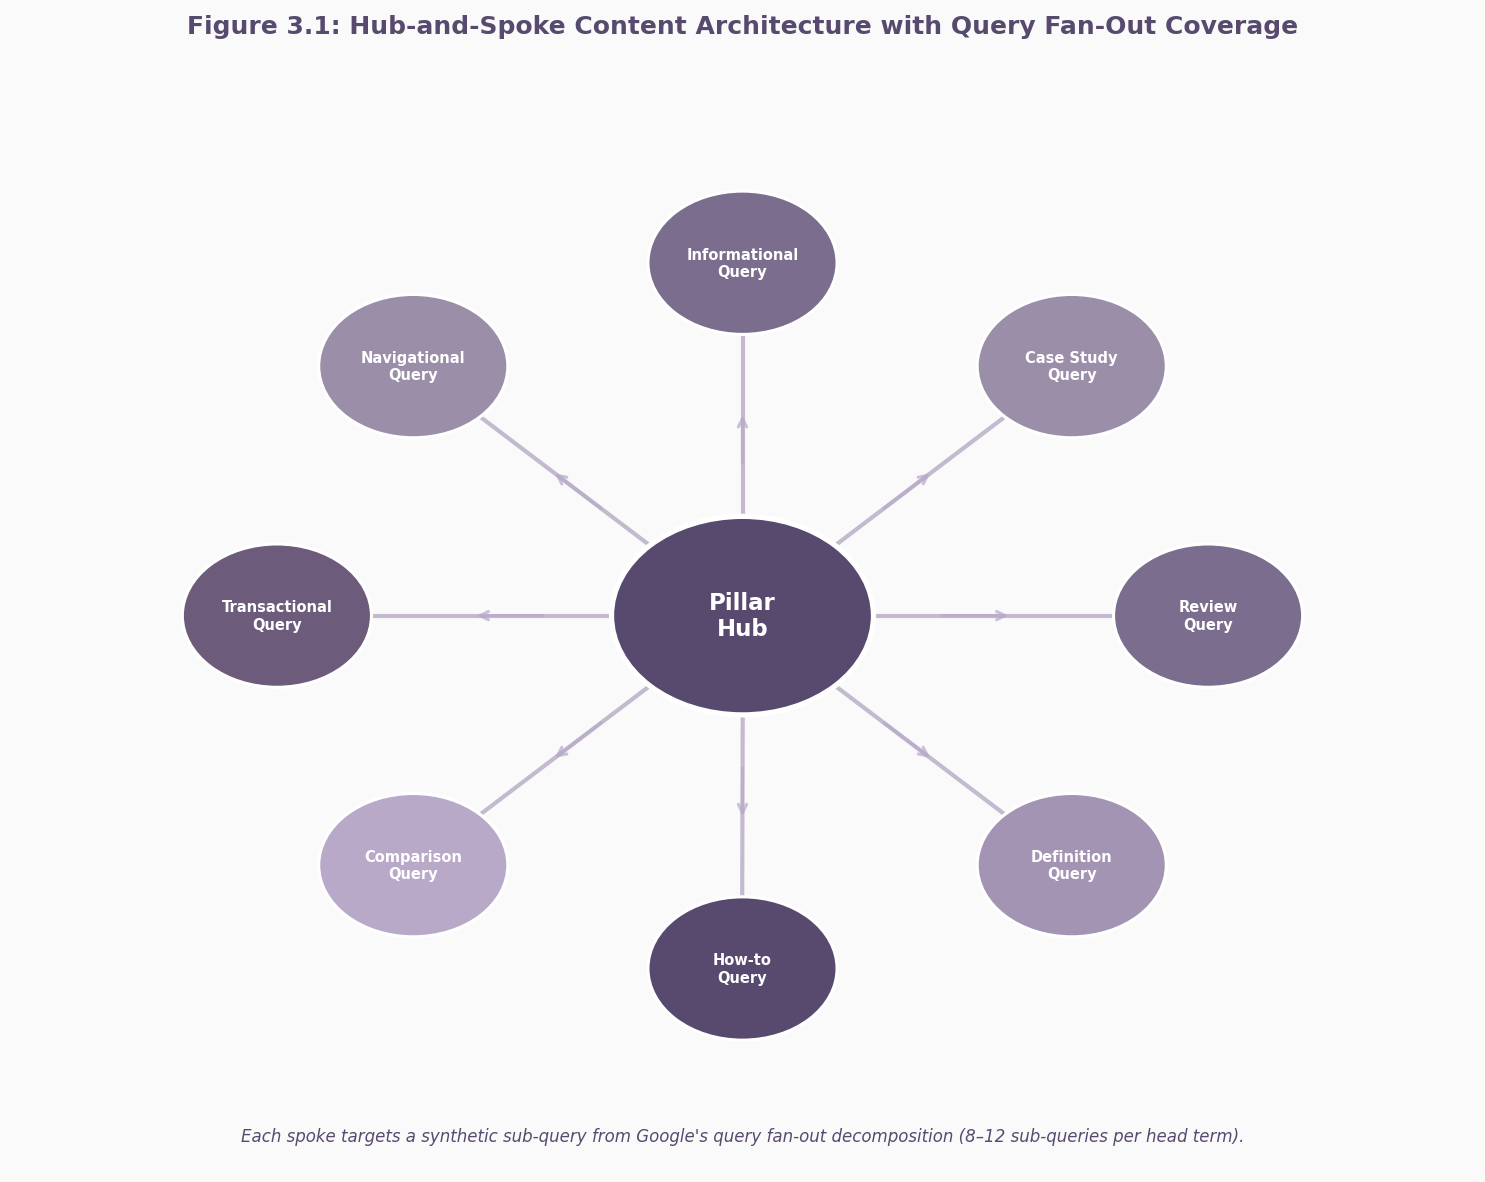 Figure 3.1: Hub-and-Spoke Content Architecture with Query Fan-Out Coverage
Informational
Query
Navigational
Query
Case Study
Query
Transactional
Query
Pillar
Hub
Review
Query
Comparison
Query
Definition
Query
How-to
Query
Each spoke targets a synthetic sub-query from Google's query fan-out decomposition (8–12 sub-queries per head term).